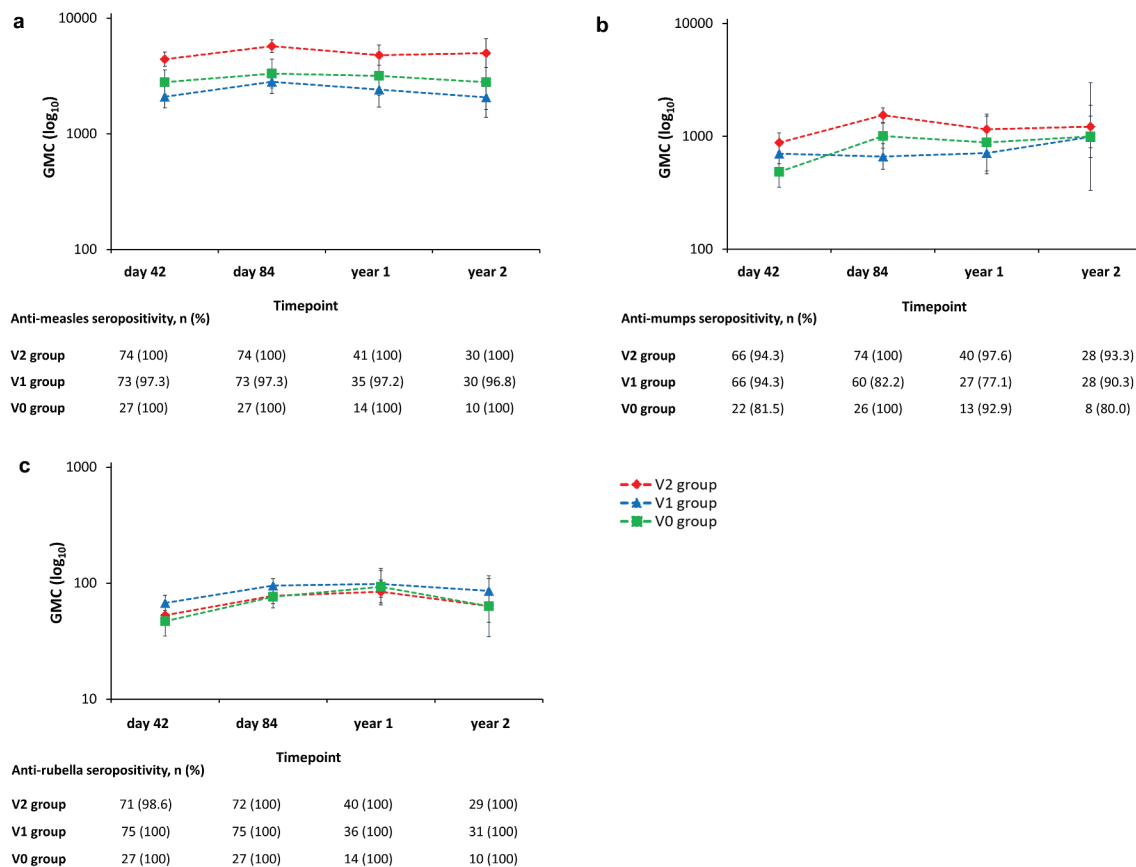 a
10000
1000
100
GMC (log10)
day 42 day 84 year 1 year 2
Timepoint
Anti-measles seropositivity, n (%)
V2 group 74 (100) 74 (100) 41 (100) 30 (100)
V1 group 73 (97.3) 73 (97.3) 35 (97.2) 30 (96.8)
V0 group 27 (100) 27 (100) 14 (100) 10 (100)
b
10000
1000
100
GMC (log10)
day 42 day 84 year 1 year 2
Timepoint
Anti-mumps seropositivity, n (%)
V2 group 66 (94.3) 74 (100) 40 (97.6) 28 (93.3)
V1 group 66 (94.3) 60 (82.2) 27 (77.1) 28 (90.3)
V0 group 22 (81.5) 26 (100) 13 (92.9) 8 (80.0)
c
1000
100
10
GMC (log10)
day 42 day 84 year 1 year 2
Timepoint
Anti-rubella seropositivity, n (%)
V2 group 71 (98.6) 72 (100) 40 (100) 29 (100)
V1 group 75 (100) 75 (100) 36 (100) 31 (100)
V0 group 27 (100) 27 (100) 14 (100) 10 (100)
V2 group
V1 group
V0 group